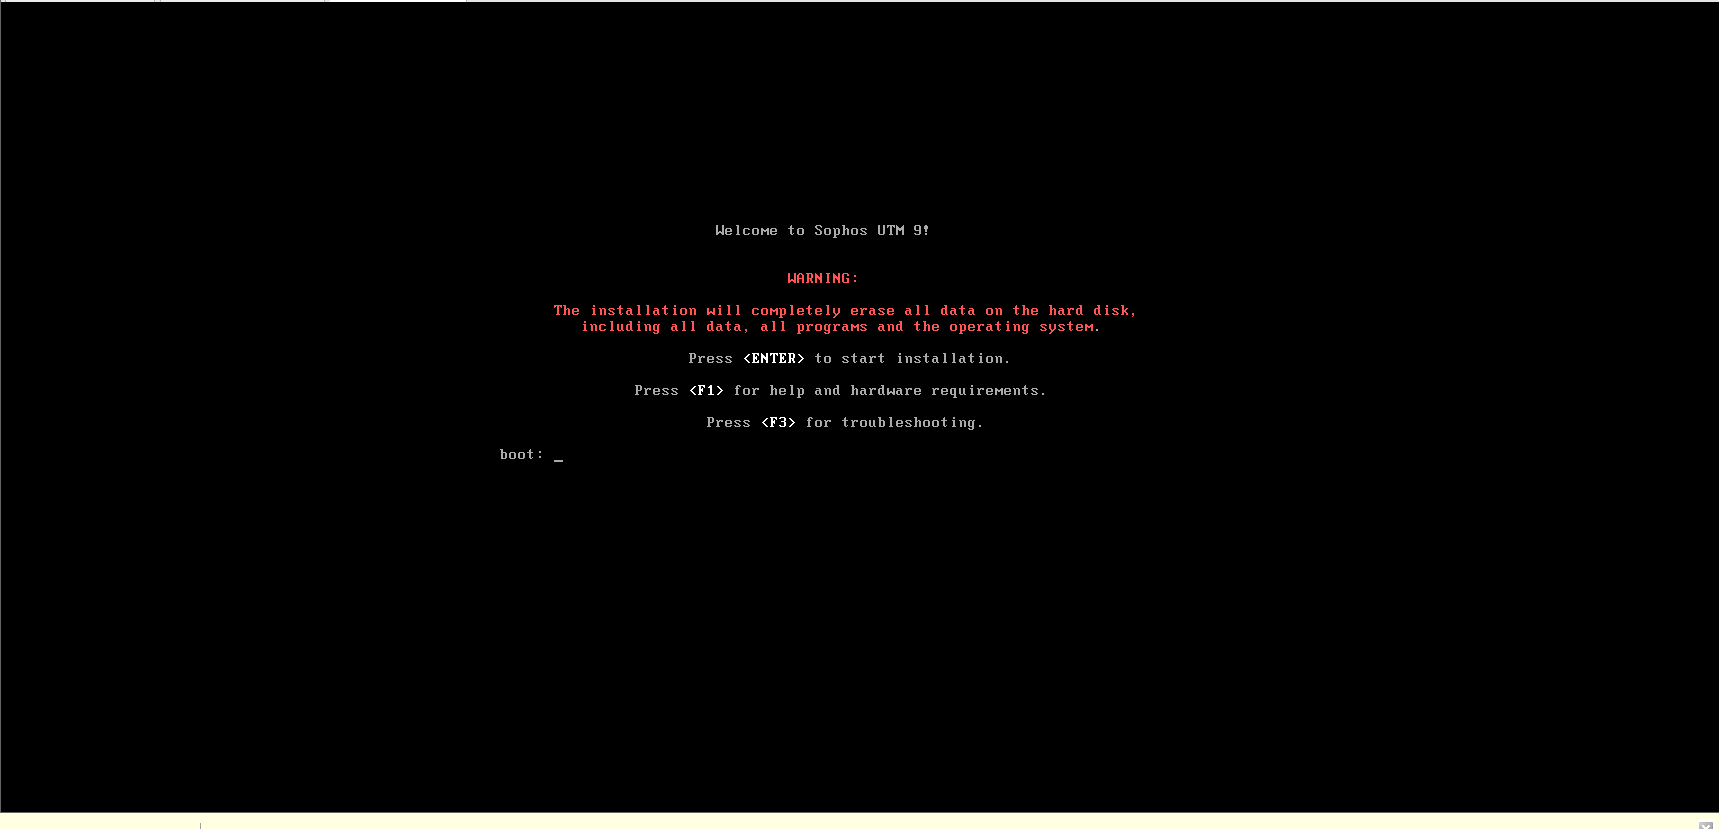 Welcome to Sophos UTM 9!
WARNING:
The installation will completely erase all data on the hard disk,
including all data, all programs and the operating system.
Press <ENTER> to start installation.
Press <F1> for help and hardware requirements.
Press <F3> for troubleshooting.
boot: _